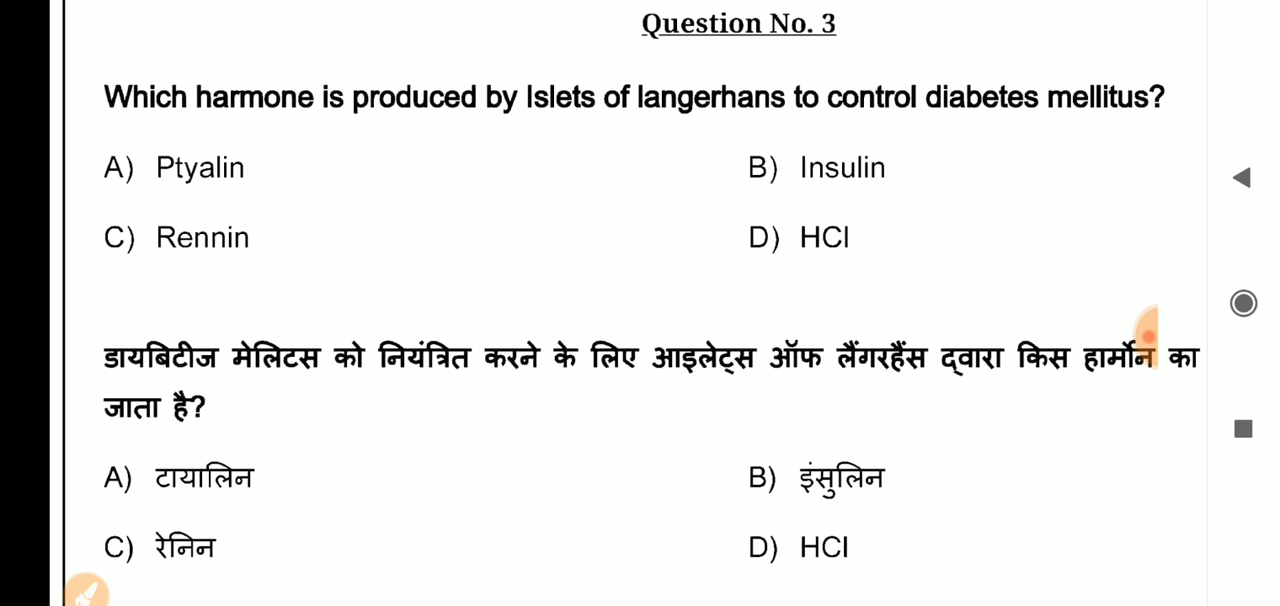 Question No. 3
Which harmone is produced by Islets of langerhans to control diabetes mellitus?
A) Ptyalin
B) Insulin
C) Rennin
D) HCl
डायबिटीज मेलिटस को नियंत्रित करने के लिए आइलेट्स ऑफ लैंगरहैंस द्वारा किस हार्मोन का
जाता है?
A) टायालिन
B) इंसुलिन
C) रेनिन
D) HCl